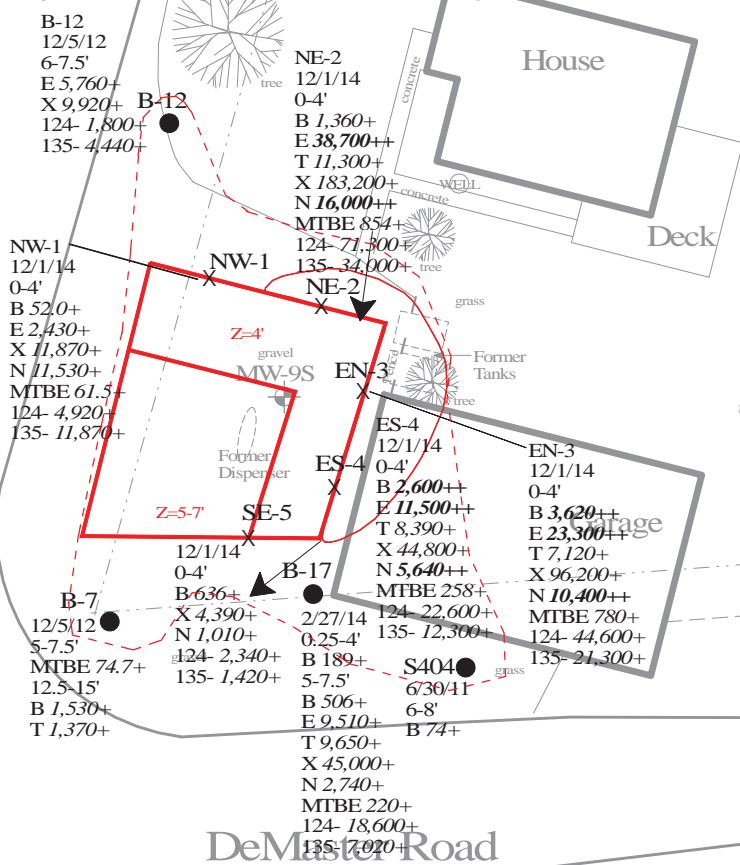 B-12
12/5/12
6-7.5'
E 5,760+
X 9,920+
124- 1,800+
135- 4,440+
B-12
tree
NE-2
12/1/14
0-4'
B 1,360+
E 38,700++
T 11,300+
X 183,200+
N 16,000++
MTBE 854+
124- 71,300+
135- 34,000+
concrete
House
WELL
concrete
Deck
tree
grass
NW-1
12/1/14
0-4'
B 52.0+
E 2,430+
X 11,870+
N 11,530+
MTBE 61.5+
124- 4,920+
135- 11,870+
NW-1
NE-2
Z=4'
gravel
MW-9S
EN-3
Former
Tanks
tree
Former
Dispenser
ES-4
Z=5-7'
SE-5
ES-4
12/1/14
0-4'
B 2,600++
E 11,500++
T 8,390+
X 44,800+
N 5,640++
MTBE 258+
124- 22,600+
135- 12,300+
EN-3
12/1/14
0-4'
B 3,620++
E 23,300++
T 7,120+
X 96,200+
N 10,400++
MTBE 780+
124- 44,600+
135- 21,300+
Garage
12/1/14
0-4'
B 636+
X 4,390+
N 1,010+
124- 2,340+
135- 1,420+
gravel
B-7
12/5/12
5-7.5'
MTBE 74.7+
12.5-15'
B 1,530+
T 1,370+
B-17
2/27/14
0.25-4'
B 189+
5-7.5'
B 506+
E 9,510+
T 9,650+
X 45,000+
N 2,740+
MTBE 220+
124- 18,600+
135- 7,020+
S404
6/30/11
6-8'
B 74+
grass
DeMaster Road